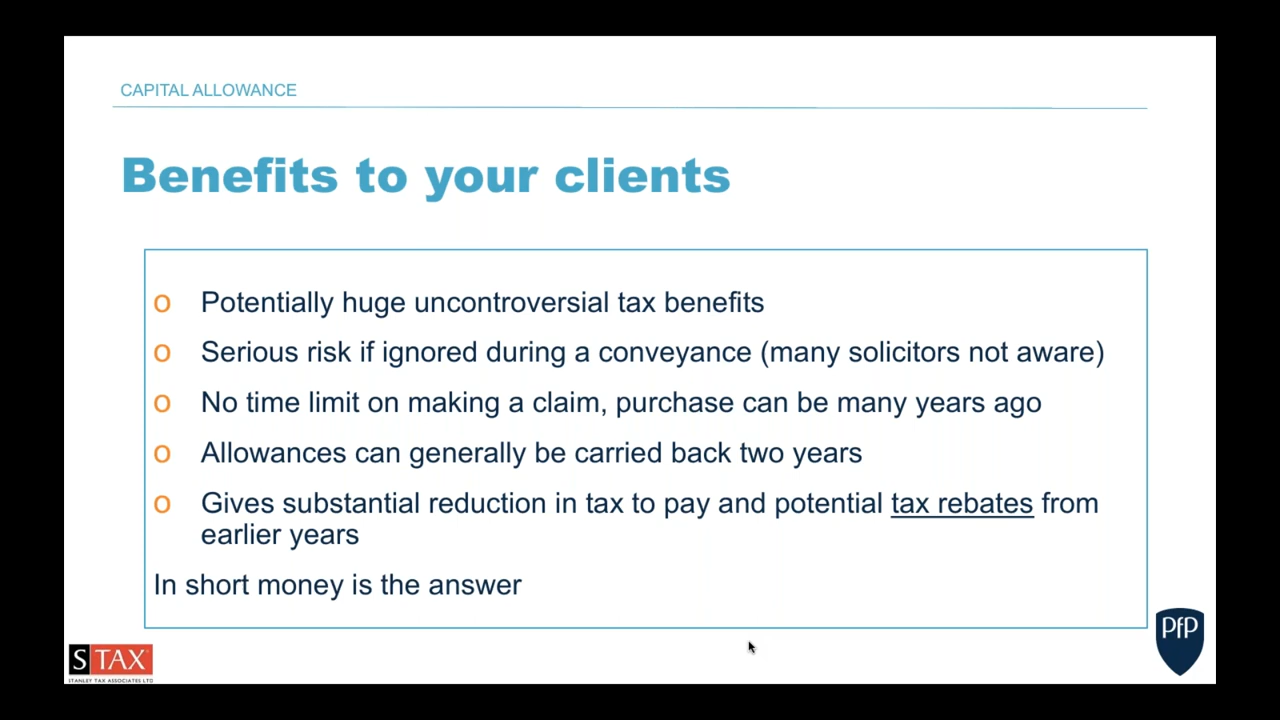 CAPITAL ALLOWANCE
Benefits to your clients
o Potentially huge uncontroversial tax benefits
o Serious risk if ignored during a conveyance (many solicitors not aware)
o No time limit on making a claim, purchase can be many years ago
o Allowances can generally be carried back two years
o Gives substantial reduction in tax to pay and potential tax rebates from
earlier years
In short money is the answer
PfP
S TAX
STANLEY TAX ASSOCIATES LTD